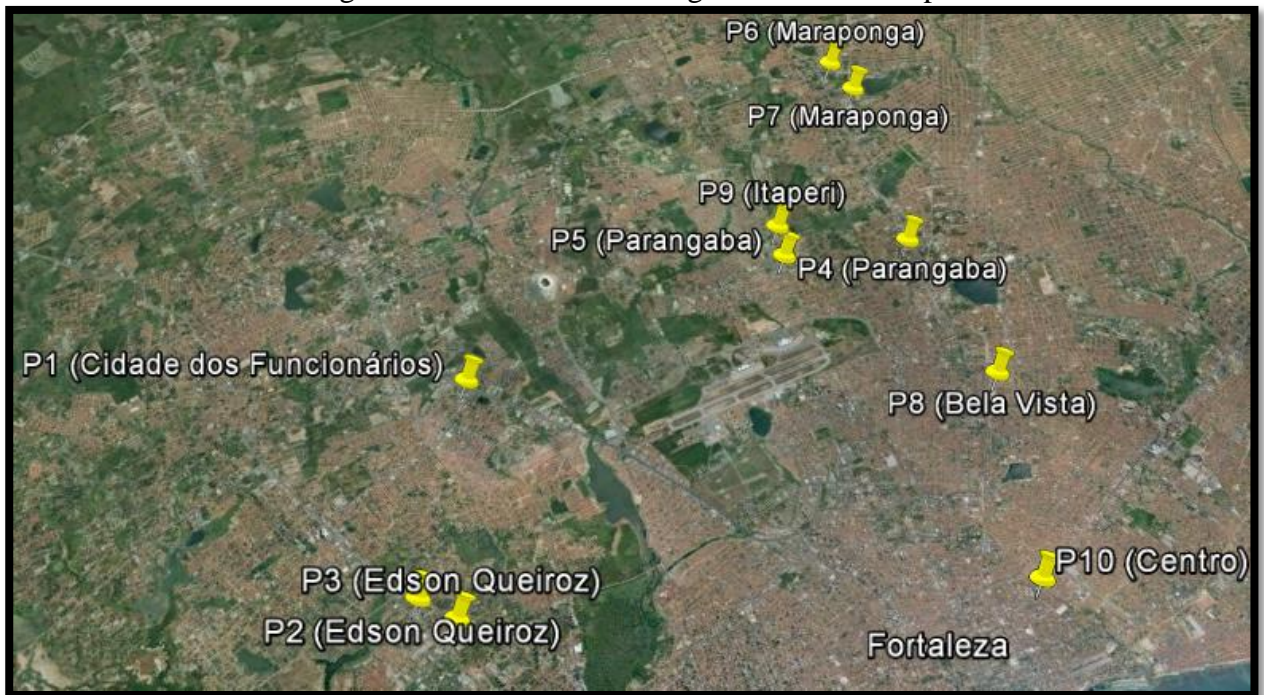 P6 (Maraponga)
P7 (Maraponga)
P9 (Itaperi)
P5 (Parangaba)
P4 (Parangaba)
P1 (Cidade dos Funcionários)
P8 (Bela Vista)
P10 (Centro)
P3 (Edson Queiroz)
P2 (Edson Queiroz)
Fortaleza